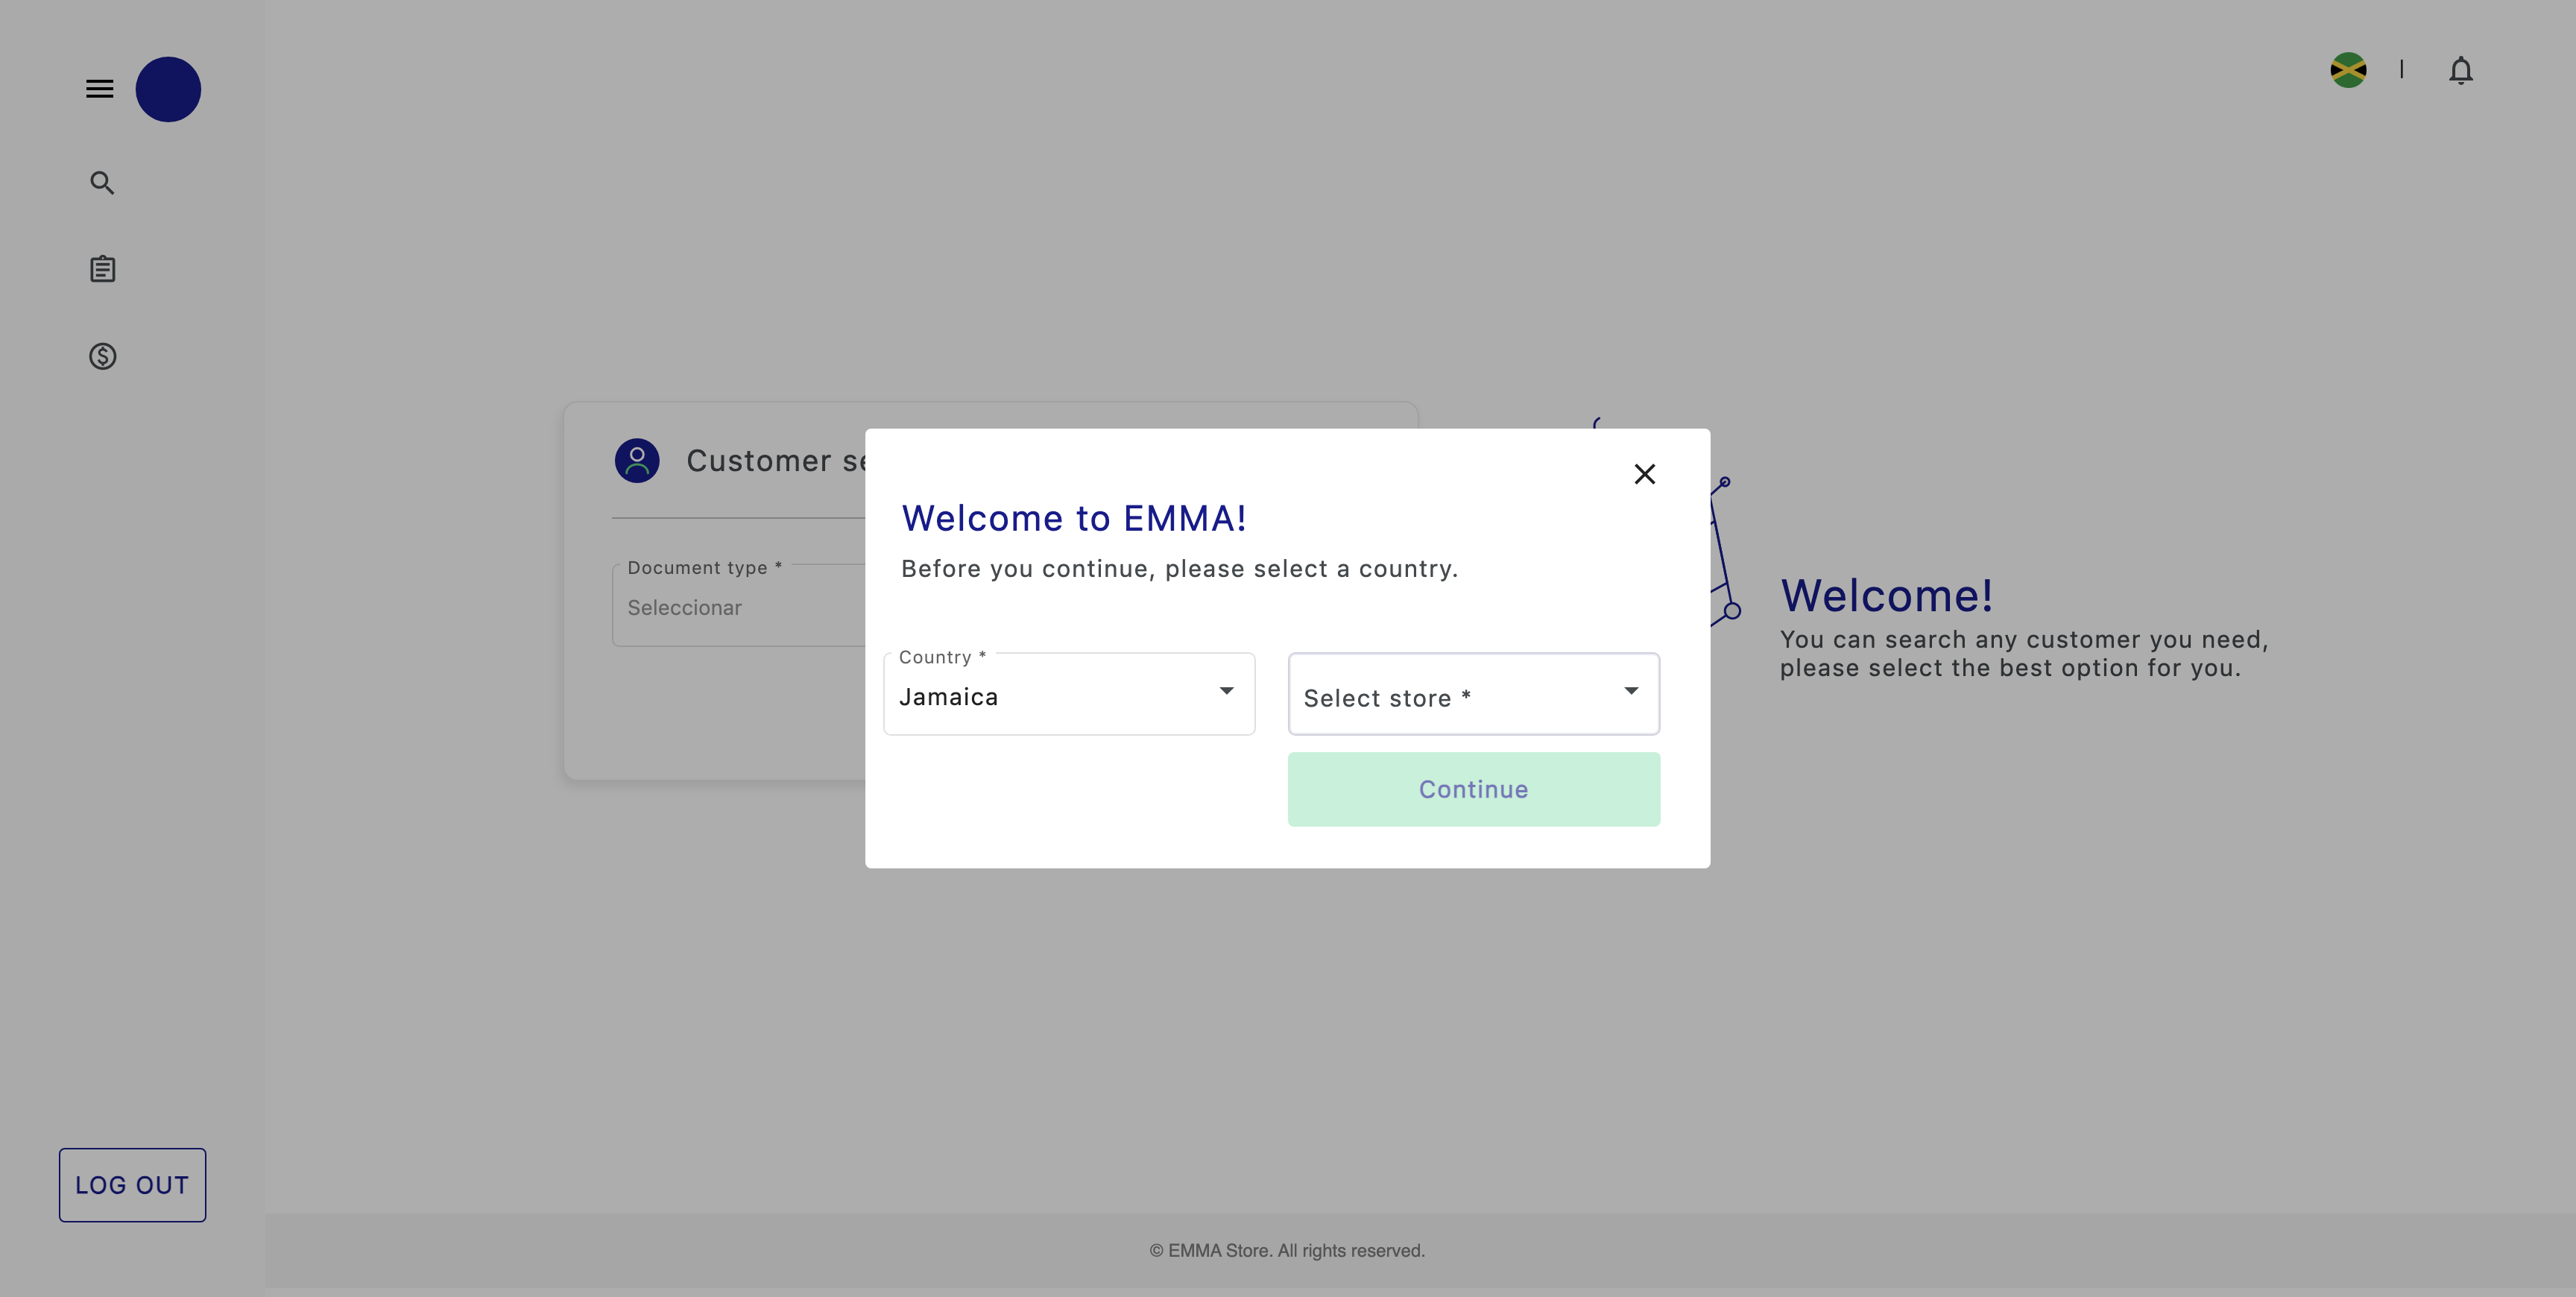 Customer se
Document type *
Seleccionar
Welcome to EMMA!
Before you continue, please select a country.
Country *
Jamaica
Select store *
Continue
Welcome!
You can search any customer you need,
please select the best option for you.
LOG OUT
© EMMA Store. All rights reserved.